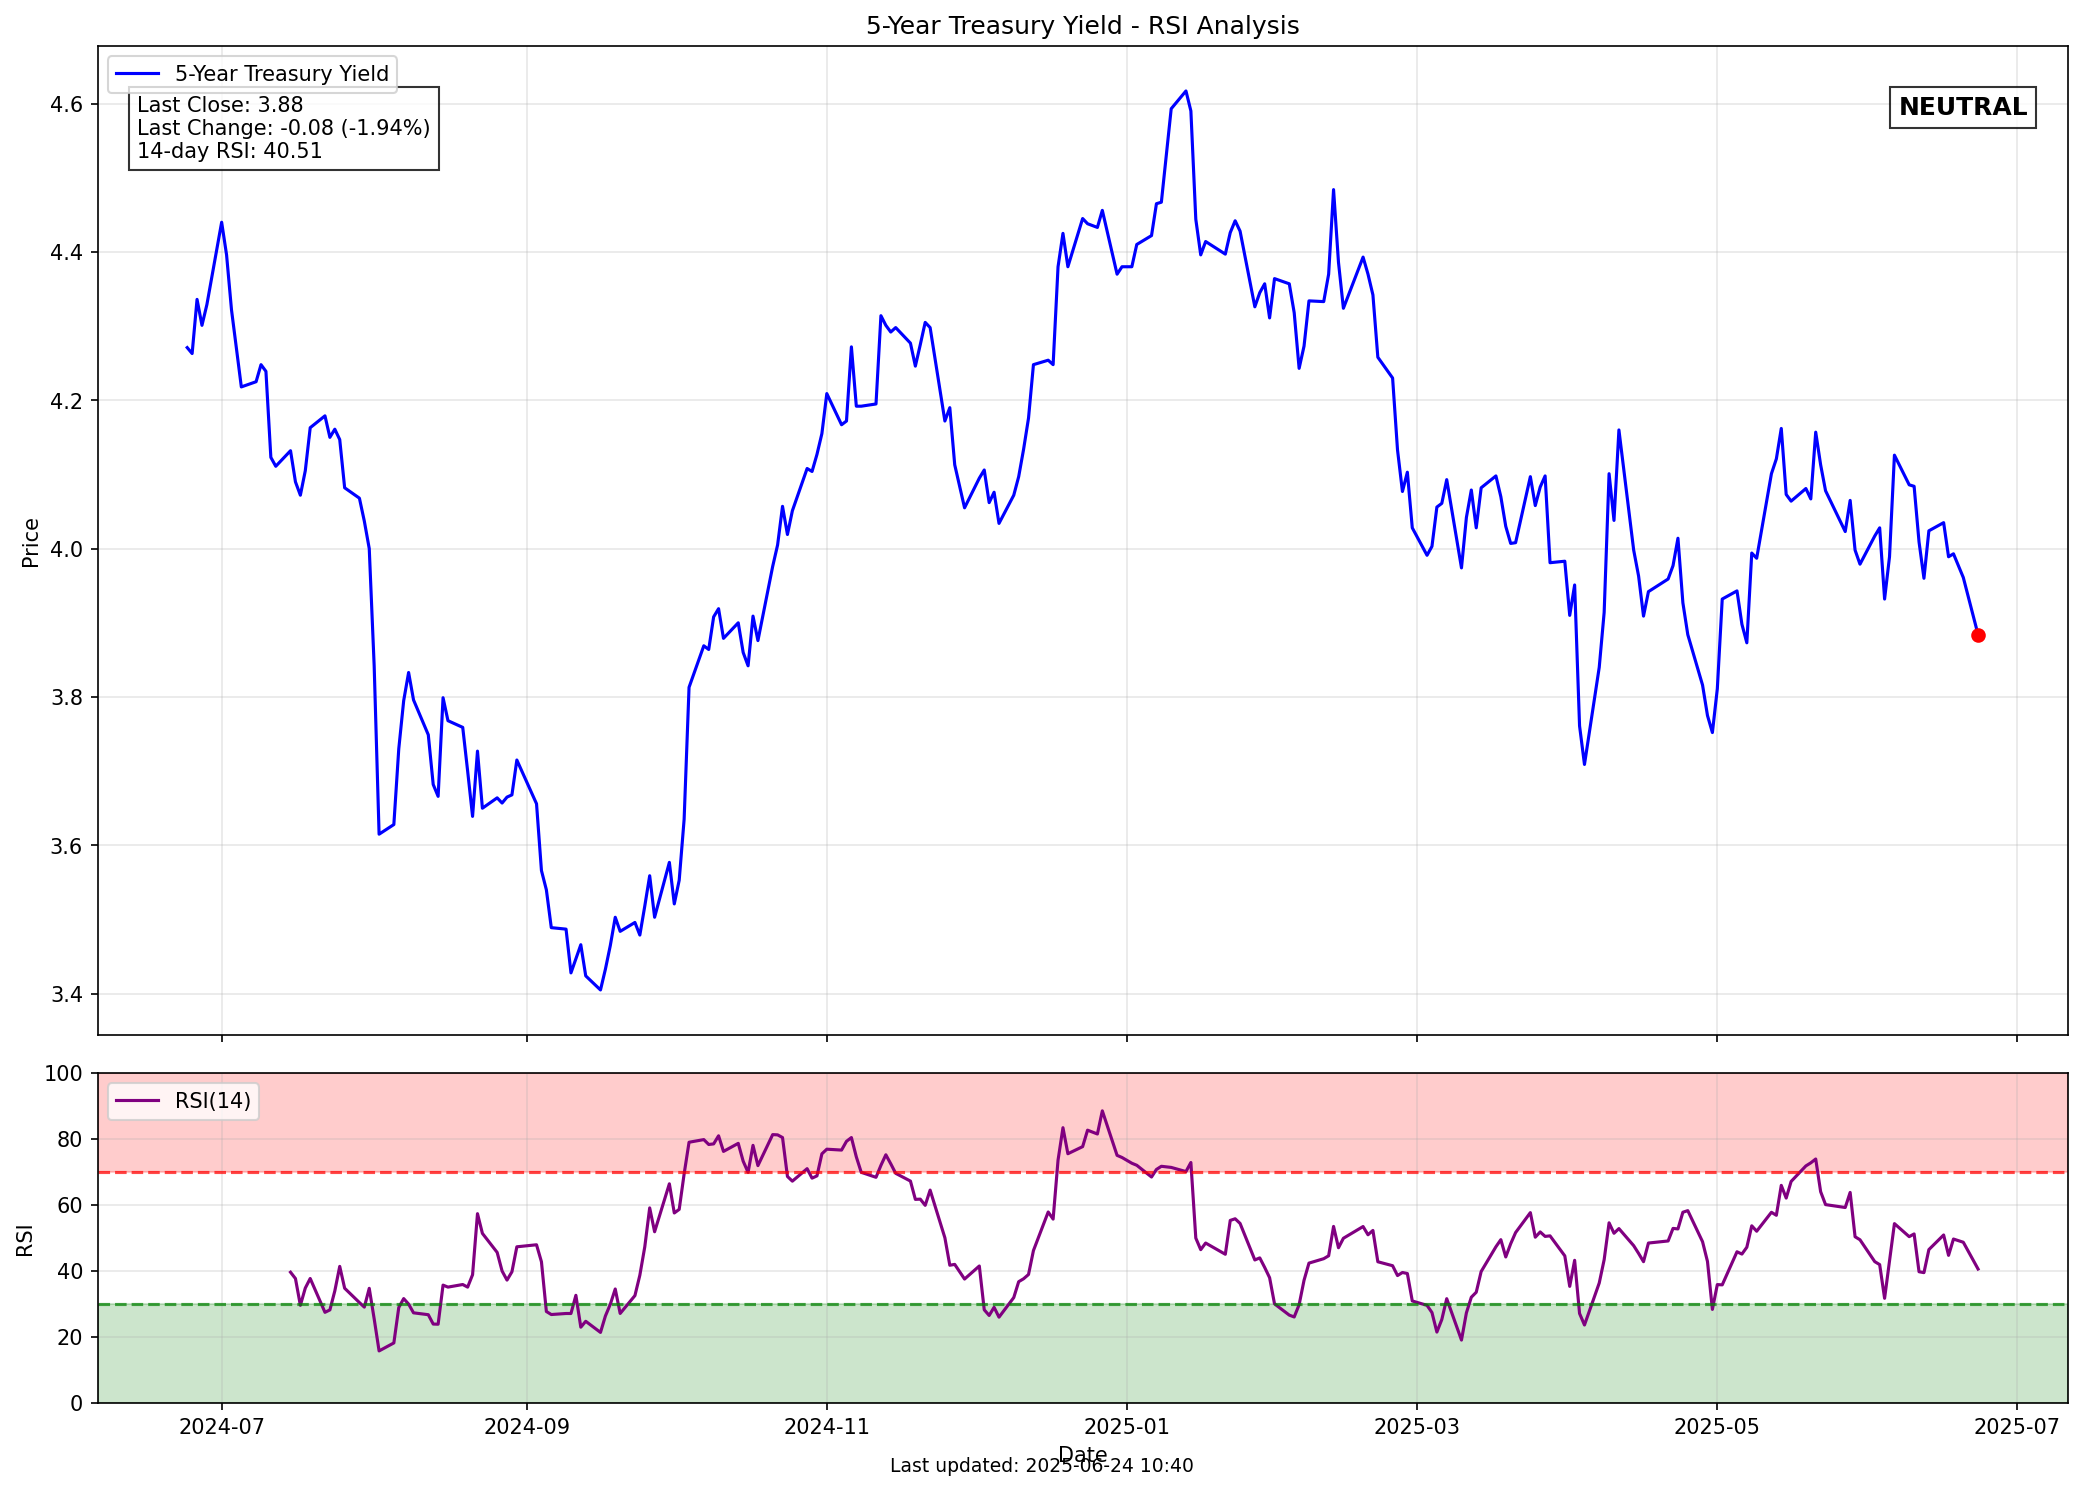 5-Year Treasury Yield - RSI Analysis
5-Year Treasury Yield
Last Close: 3.88
Last Change: -0.08 (-1.94%)
14-day RSI: 40.51
NEUTRAL
Price
4.6
4.4
4.2
4.0
3.8
3.6
3.4
RSI(14)
RSI
100
80
60
40
20
0
2024-07 2024-09 2024-11 2025-01 2025-03 2025-05 2025-07
Date
Last updated: 2025-06-24 10:40